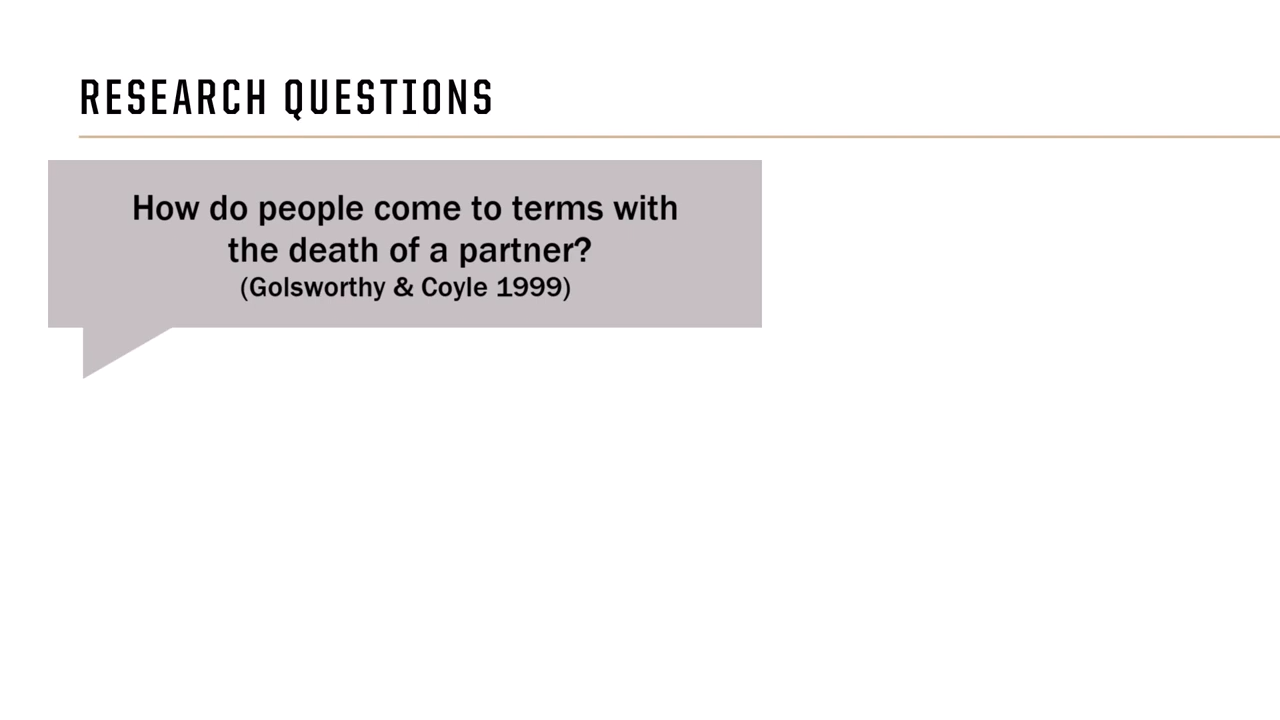 RESEARCH QUESTIONS
How do people come to terms with
the death of a partner?
(Golsworthy & Coyle 1999)